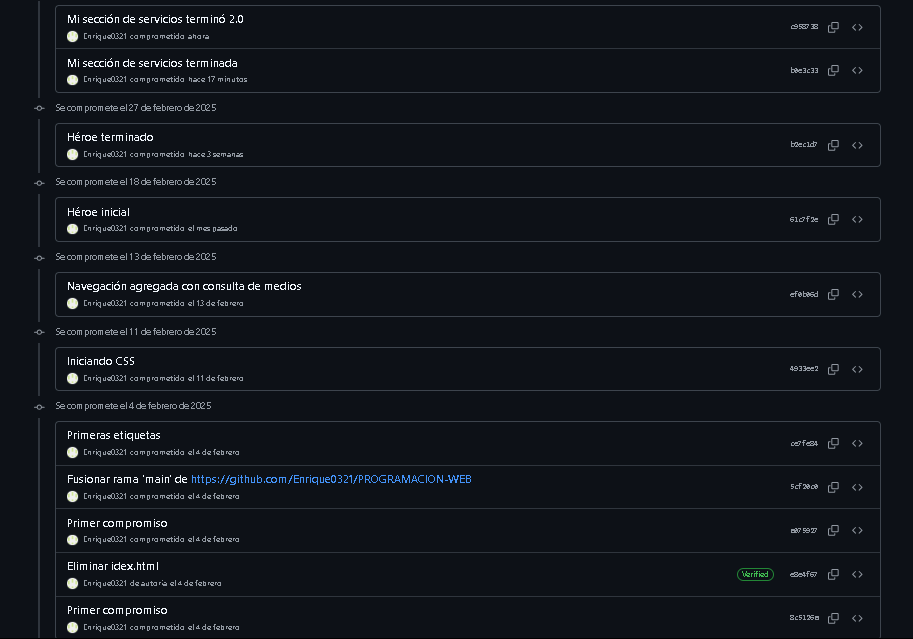 Mi sección de servicios terminó 2.0
Enrique0321 comprometido ahora
c958738
Mi sección de servicios terminada
Enrique0321 comprometido hace 17 minutos
b0e3c33
Se compromete el 27 de febrero de 2025
Héroe terminado
Enrique0321 comprometido hace 3 semanas
b2ec1d7
Se compromete el 18 de febrero de 2025
Héroe inicial
Enrique0321 comprometido el mes pasado
61c7f2e
Se compromete el 13 de febrero de 2025
Navegación agregada con consulta de medios
Enrique0321 comprometido el 13 de febrero
ef0b06d
Se compromete el 11 de febrero de 2025
Iniciando CSS
Enrique0321 comprometido el 11 de febrero
4933ee2
Se compromete el 4 de febrero de 2025
Primeras etiquetas
Enrique0321 comprometido el 4 de febrero
ce7fe84
Fusionar rama 'main' de https://github.com/Enrique0321/PROGRAMACION-WEB
Enrique0321 comprometido el 4 de febrero
5cf20c0
Primer compromiso
Enrique0321 comprometido el 4 de febrero
Eliminar idex.html
Enrique0321 de autoría el 4 de febrero
Verified
e8e4f67
Primer compromiso
Enrique0321 comprometido el 4 de febrero